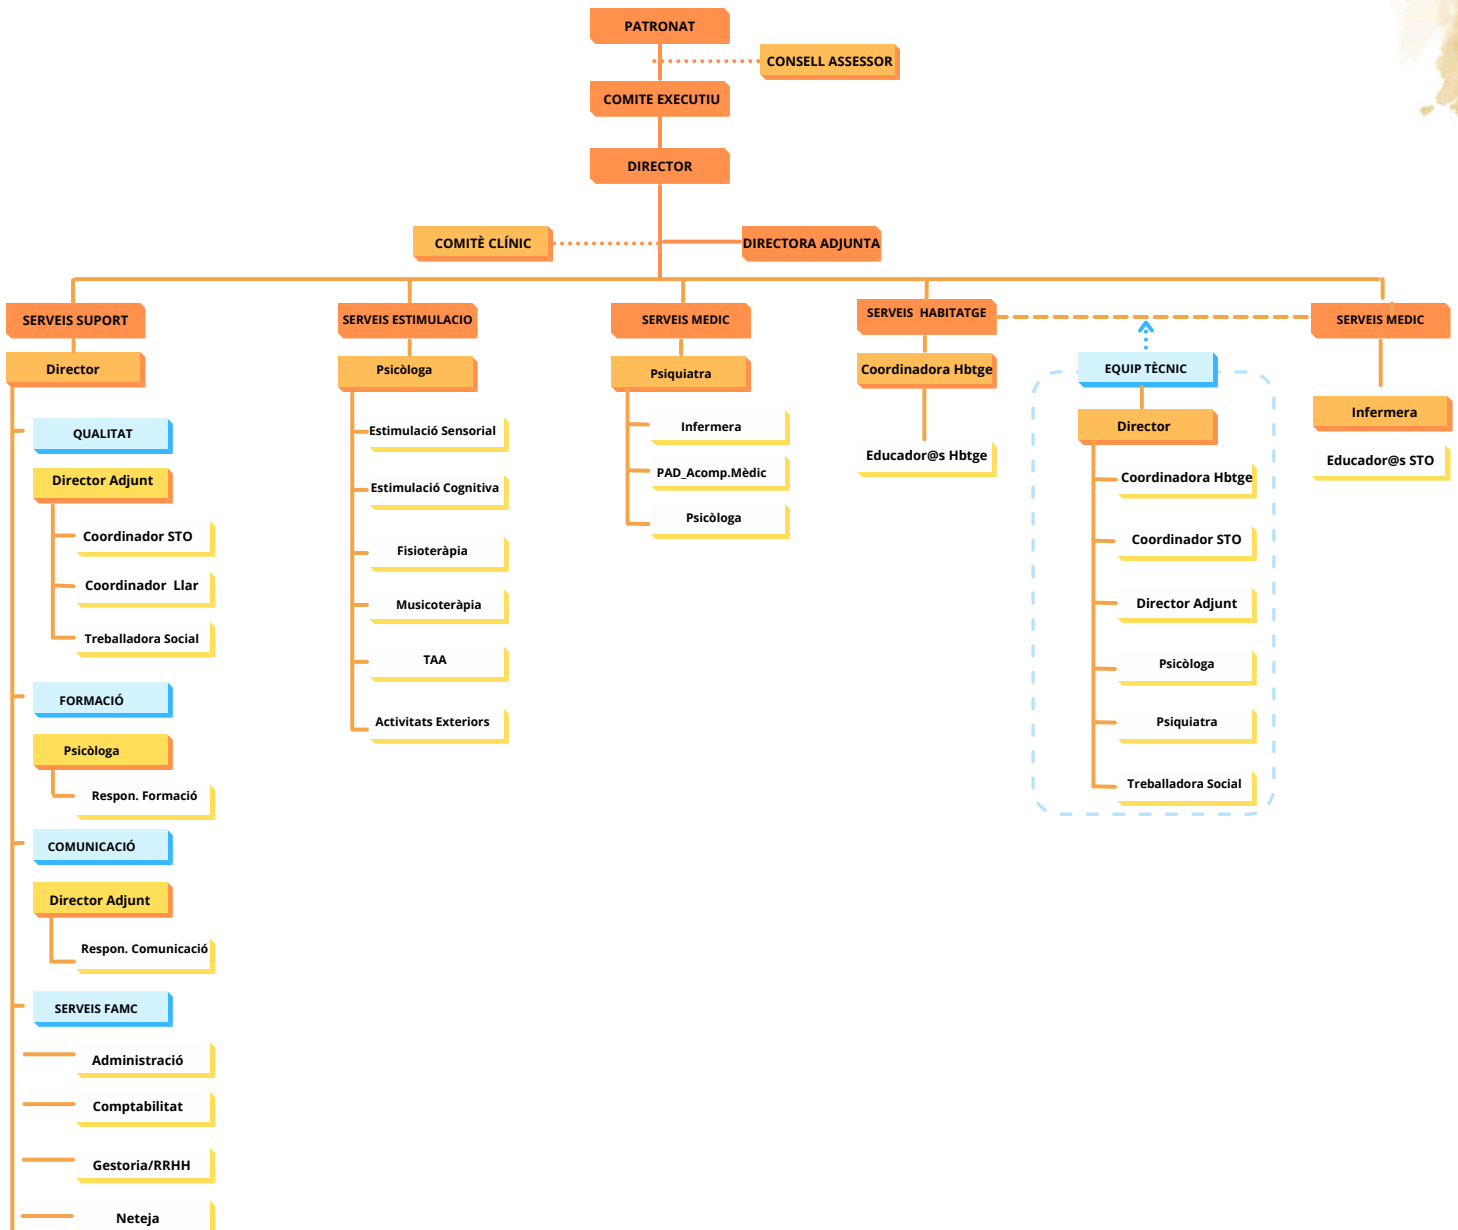 PATRONAT
CONSELL ASSESSOR
COMITE EXECUTIU
DIRECTOR
COMITÈ CLÍNIC
DIRECTORA ADJUNTA
SERVEIS SUPORT
Director
QUALITAT
Director Adjunt
Coordinador STO
Coordinador Llar
Treballadora Social
FORMACIÓ
Psicòloga
Respon. Formació
COMUNICACIÓ
Director Adjunt
Respon. Comunicació
SERVEIS FAMC
Administració
Comptabilitat
Gestoria/RRHH
Neteja
SERVEIS ESTIMULACIO
Psicòloga
Estimulació Sensorial
Estimulació Cognitiva
Fisioteràpia
Musicoteràpia
TAA
Activitats Exteriors
SERVEIS MEDIC
Psiquiatra
Infermera
PAD_Acomp.Mèdic
Psicòloga
SERVEIS HABITATGE
Coordinadora Hbtge
Educador@s Hbtge
EQUIP TÈCNIC
Director
Coordinadora Hbtge
Coordinador STO
Director Adjunt
Psicòloga
Psiquiatra
Treballadora Social
SERVEIS MEDIC
Infermera
Educador@s STO